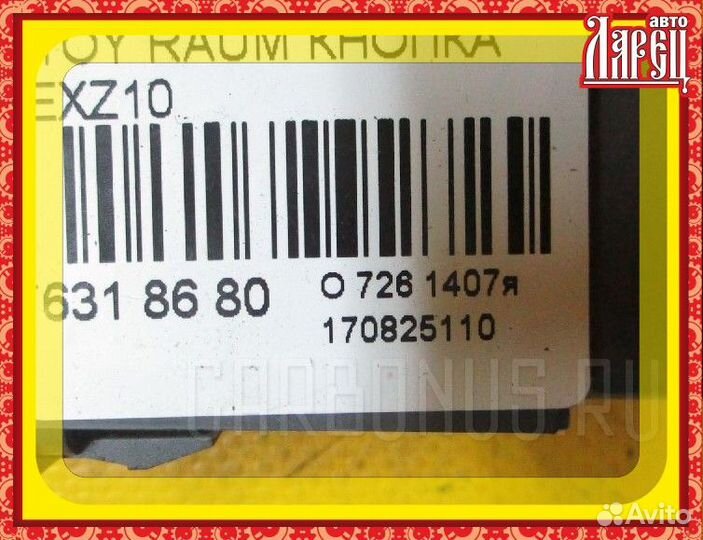 авто
ЛАРЕЦ
TOY RAUM КНОПКА
EXZ10
631 86 80
О 726 1407я
170825110
CARBONUS.RU
Avito